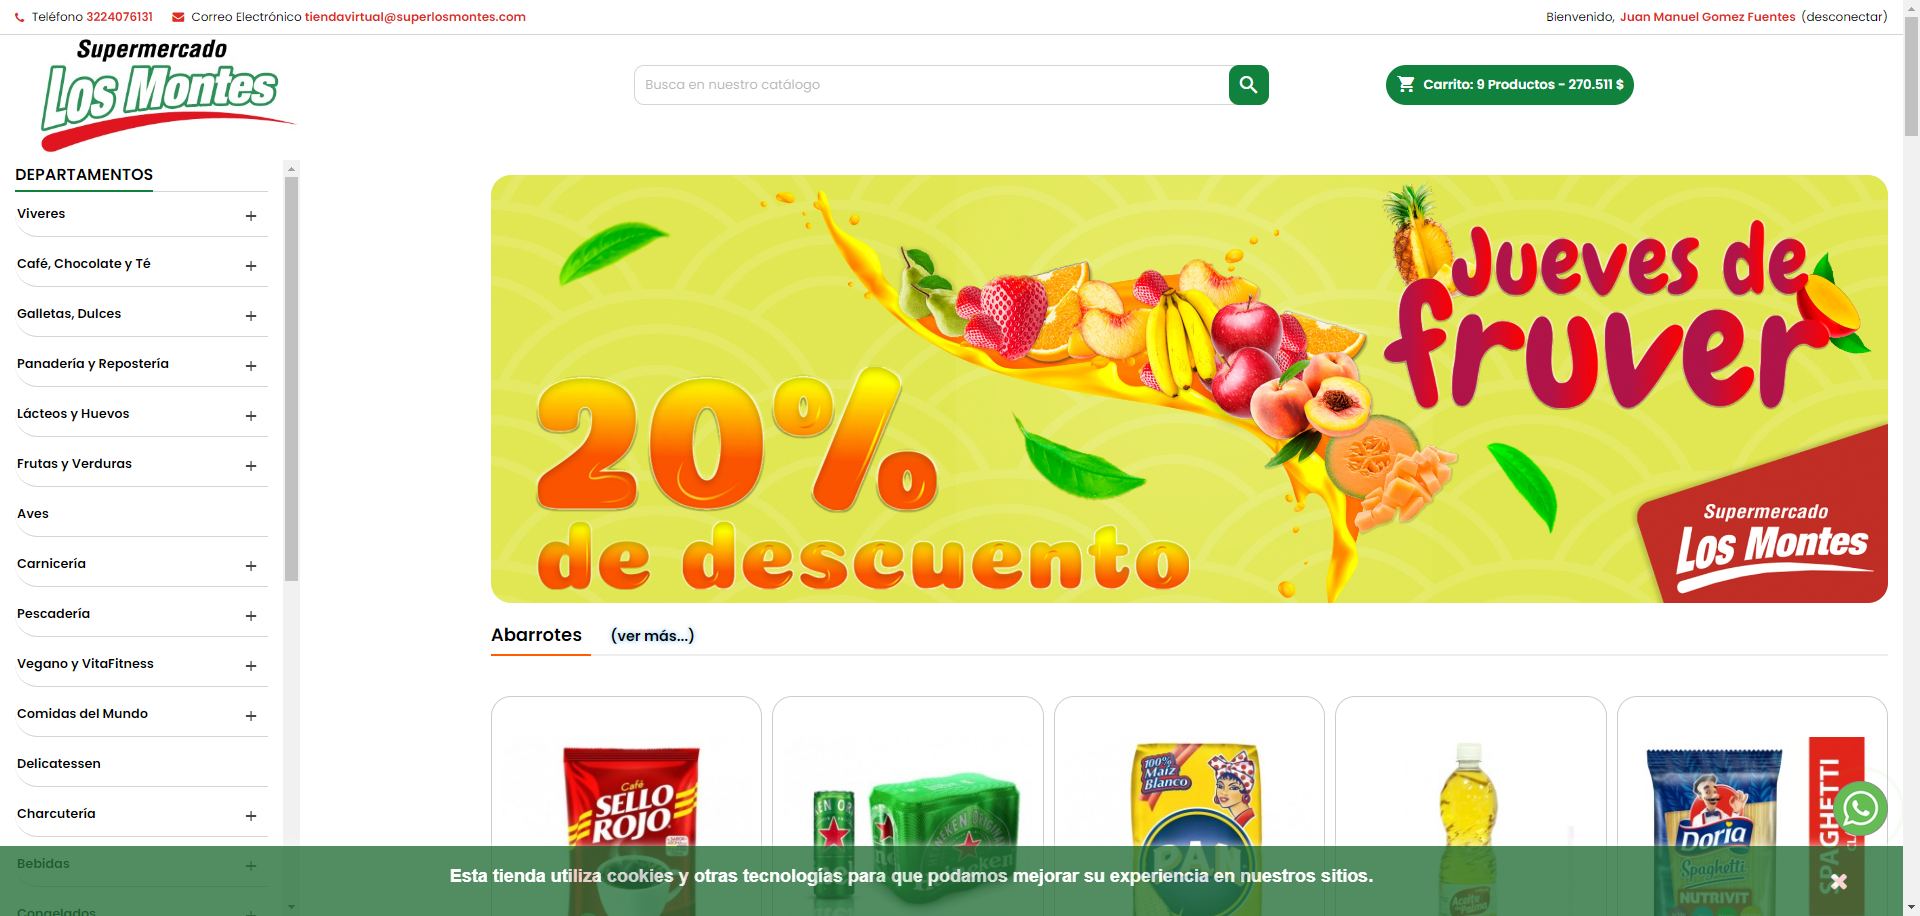 Teléfono 3224076131 Correo Electrónico tiendavirtual@superlosmontes.com
Bienvenido, Juan Manuel Gomez Fuentes (desconectar)
Supermercado
Los Montes
Busca en nuestro catálogo
Carrito: 9 Productos - 270.511 $
DEPARTAMENTOS
Viveres
Café, Chocolate y Té
Galletas, Dulces
Panadería y Repostería
Lácteos y Huevos
Frutas y Verduras
Aves
Carnicería
Pescadería
Vegano y VitaFitness
Comidas del Mundo
Delicatessen
Charcutería
Bebidas
Congelados
Jueves de
fruver
20%
de descuento
Supermercado
Los Montes
Abarrotes (ver más...)
Café
SELLO
ROJO
100%
Maíz
Blanco
PAN
Doria
Spaghetti
NUTRIVIT
SPAGHETTI
Esta tienda utiliza cookies y otras tecnologías para que podamos mejorar su experiencia en nuestros sitios.